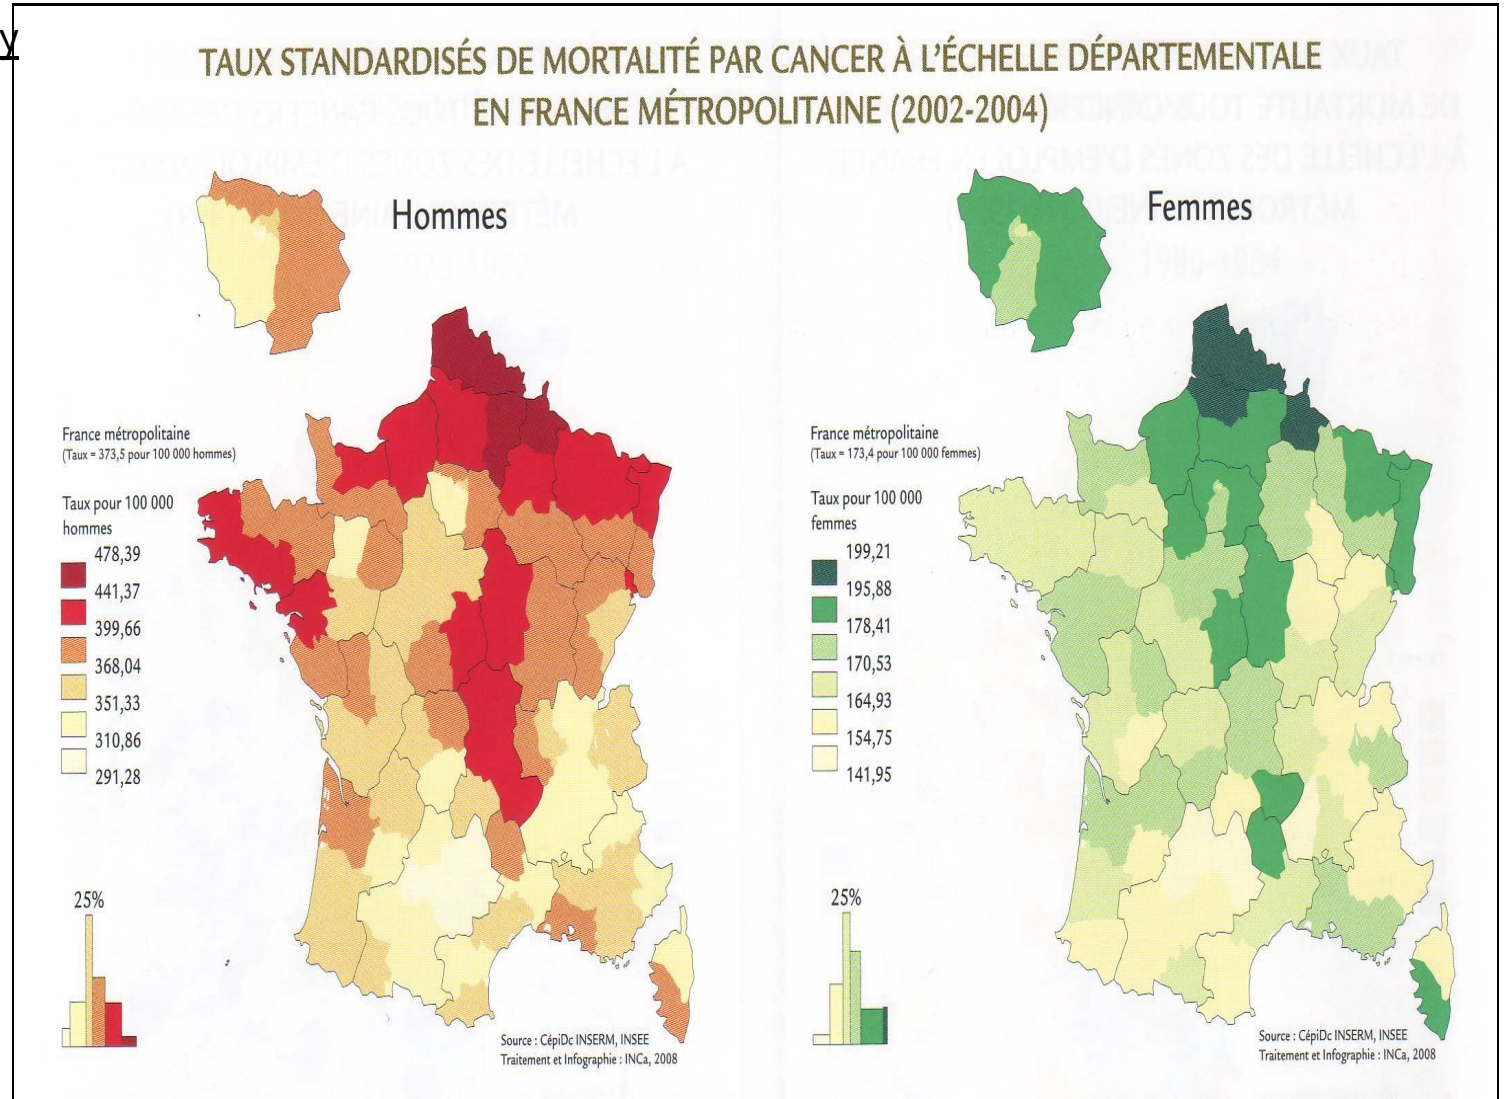 y
TAUX STANDARDISÉS DE MORTALITÉ PAR CANCER À L'ÉCHELLE DÉPARTEMENTALE
EN FRANCE MÉTROPOLITAINE (2002-2004)
Hommes
France métropolitaine
(Taux = 373,5 pour 100 000 hommes)
Taux pour 100 000
hommes
478,39
441,37
399,66
368,04
351,33
310,86
291,28
25%
Source : CépiDc INSERM, INSEE
Traitement et Infographie : INCa, 2008
Femmes
France métropolitaine
(Taux = 173,4 pour 100 000 femmes)
Taux pour 100 000
femmes
199,21
195,88
178,41
170,53
164,93
154,75
141,95
25%
Source : CépiDc INSERM, INSEE
Traitement et Infographie : INCa, 2008